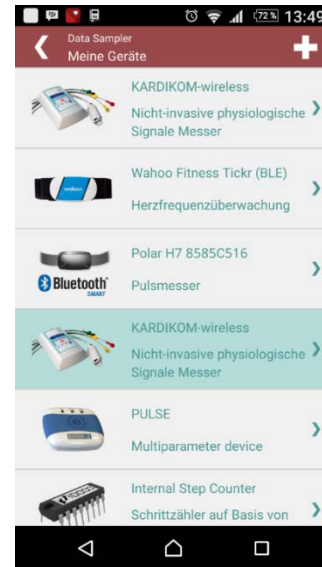 72% 13:49
Data Sampler
Meine Geräte
KARDIKOM-wireless
Nicht-invasive physiologische
Signale Messer
Wahoo Fitness Tickr (BLE)
Herzfrequenzüberwachung
wahoo
Polar H7 8585C516
Pulsmesser
Bluetooth
SMART
KARDIKOM-wireless
Nicht-invasive physiologische
Signale Messer
PULSE
Multiparameter device
Internal Step Counter
Schrittzähler auf Basis von